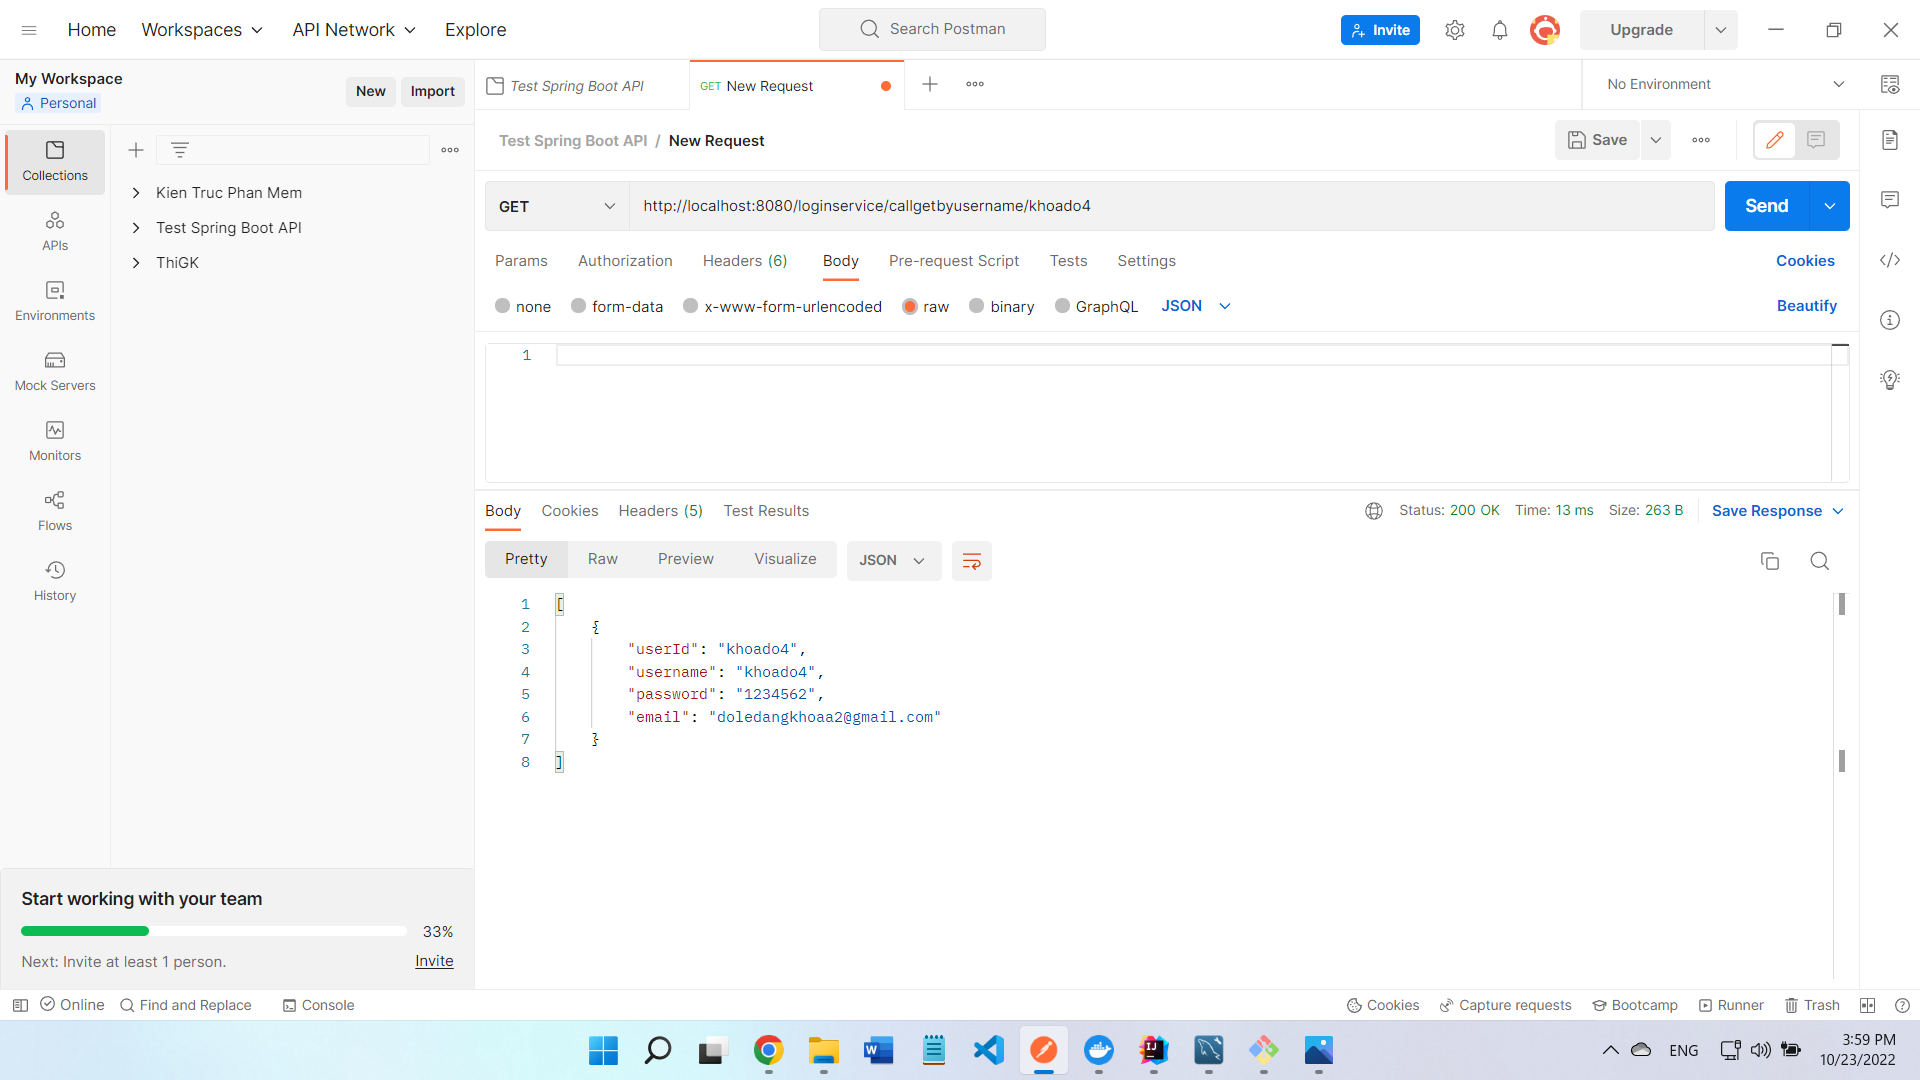 Home
Workspaces
API Network
Explore
Search Postman
Invite
Upgrade
My Workspace
Personal
New
Import
Test Spring Boot API
GET New Request
No Environment
Test Spring Boot API / New Request
Save
Collections
APIs
Environments
Mock Servers
Monitors
Flows
History
Kien Truc Phan Mem
Test Spring Boot API
ThiGK
GET
http://localhost:8080/loginservice/callgetbyusername/khoado4
Send
Params
Authorization
Headers (6)
Body
Pre-request Script
Tests
Settings
Cookies
none
form-data
x-www-form-urlencoded
raw
binary
GraphQL
JSON
Beautify
1
Body
Cookies
Headers (5)
Test Results
Status: 200 OK
Time: 13 ms
Size: 263 B
Save Response
Pretty
Raw
Preview
Visualize
JSON
1 [
2 {
3 "userId": "khoado4",
4 "username": "khoado4",
5 "password": "1234562",
6 "email": "doledangkhoaa2@gmail.com"
7 }
8 ]
Start working with your team
33%
Next: Invite at least 1 person.
Invite
Online
Find and Replace
Console
Cookies
Capture requests
Bootcamp
Runner
Trash
ENG
3:59 PM
10/23/2022